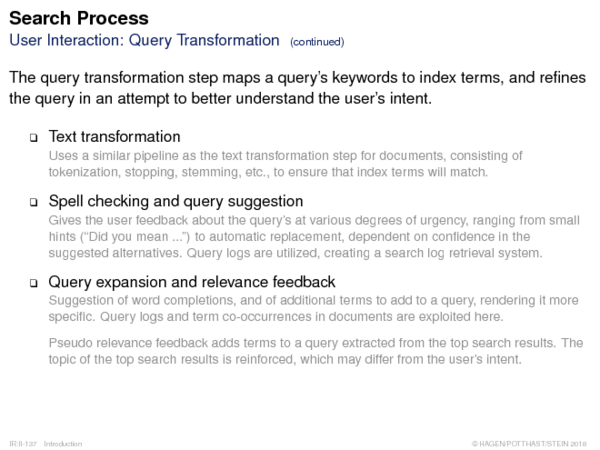 Search Process
User Interaction: Query Transformation (continued)
The query transformation step maps a query's keywords to index terms, and refines
the query in an attempt to better understand the user's intent.
❑ Text transformation
Uses a similar pipeline as the text transformation step for documents, consisting of
tokenization, stopping, stemming, etc., to ensure that index terms will match.
❑ Spell checking and query suggestion
Gives the user feedback about the query's at various degrees of urgency, ranging from small
hints (“Did you mean ...”) to automatic replacement, dependent on confidence in the
suggested alternatives. Query logs are utilized, creating a search log retrieval system.
❑ Query expansion and relevance feedback
Suggestion of word completions, and of additional terms to add to a query, rendering it more
specific. Query logs and term co-occurrences in documents are exploited here.
Pseudo relevance feedback adds terms to a query extracted from the top search results. The
topic of the top search results is reinforced, which may differ from the user's intent.
IR:II-137 Introduction
© HAGEN/POTTHAST/STEIN 2018